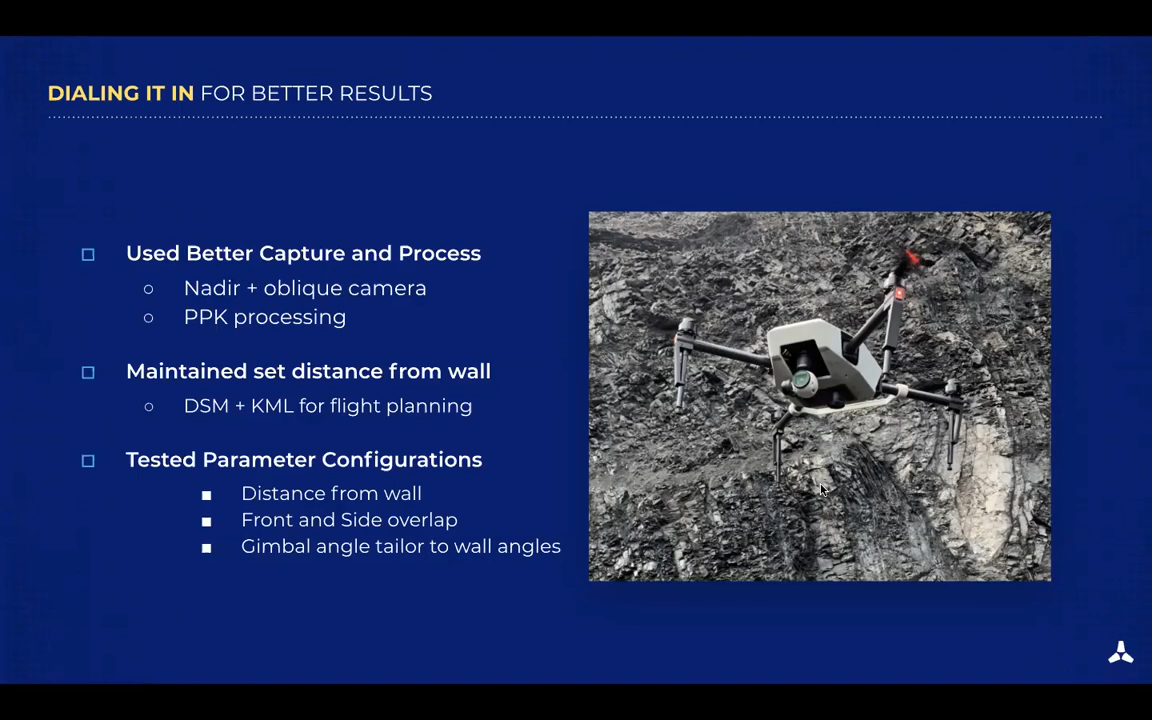 DIALING IT IN FOR BETTER RESULTS
Used Better Capture and Process
Nadir + oblique camera
PPK processing
Maintained set distance from wall
DSM + KML for flight planning
Tested Parameter Configurations
Distance from wall
Front and Side overlap
Gimbal angle tailor to wall angles